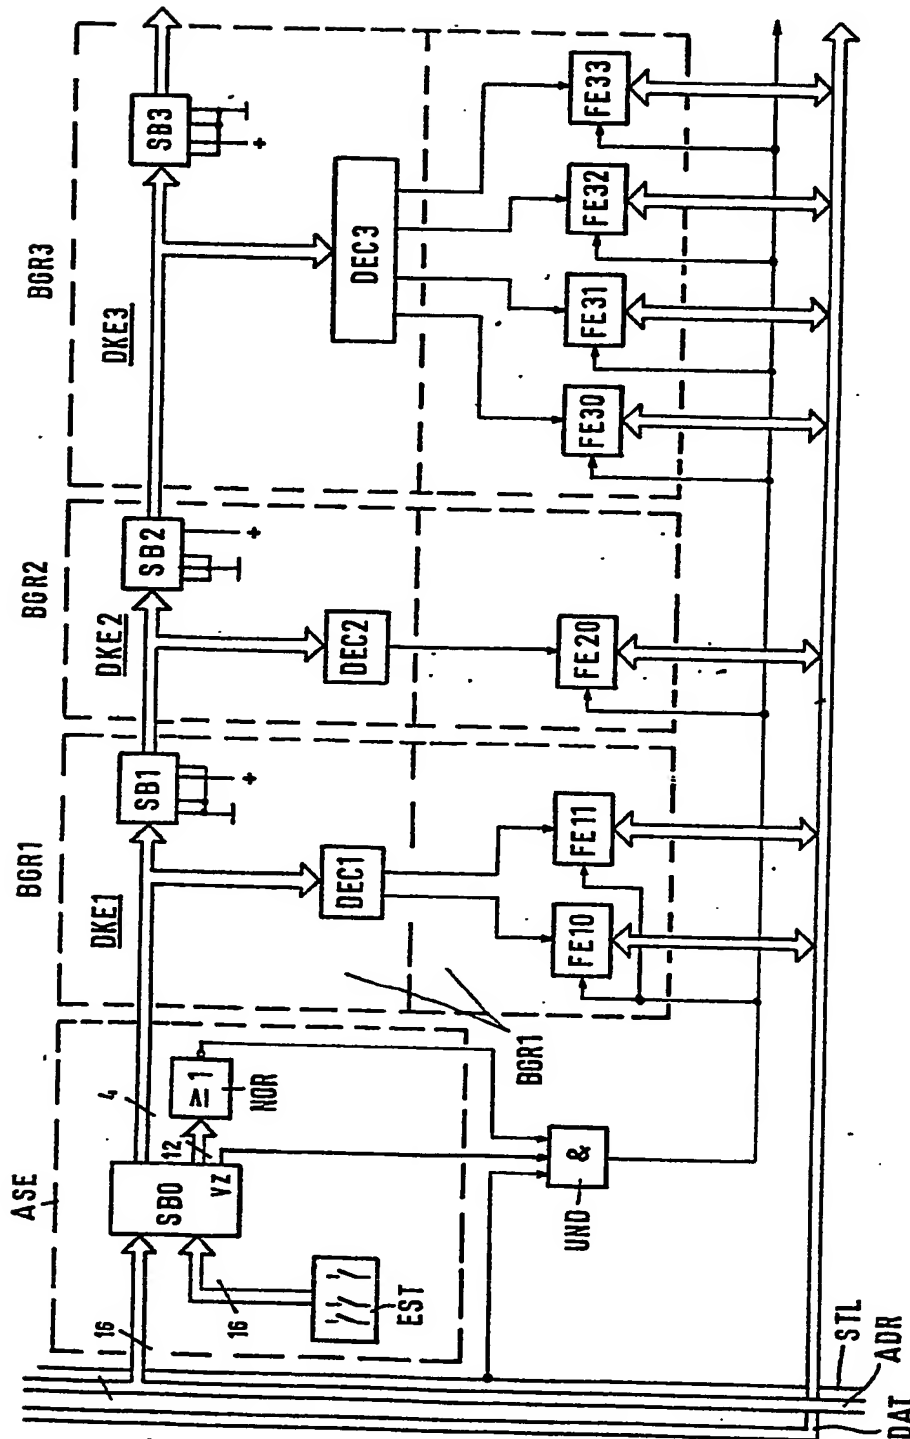 BGR1
BGR2
BGR3
ASE
DKE1
DKE2
DKE3
SB0
VZ
SB1
+
SB2
+
SB3
+
16
16
4
12
≥1
NOR
EST
DEC1
DEC2
DEC3
BGR1
&
UND
FE10
FE11
FE20
FE30
FE31
FE32
FE33
STL
ADR
DAT